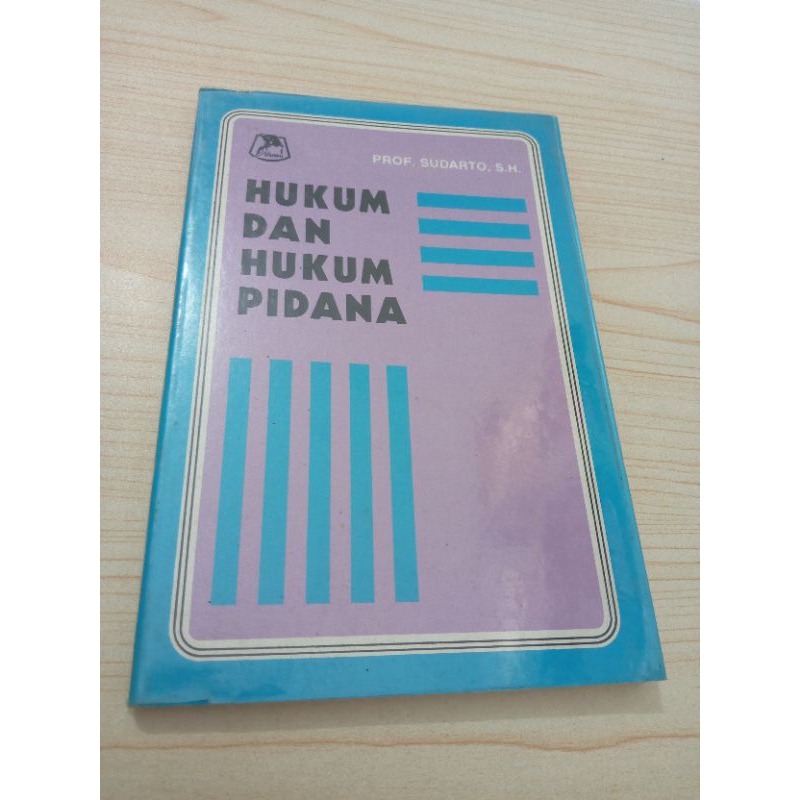 PROF. SUDARTO, S.H.
HUKUM
DAN
HUKUM
PIDANA